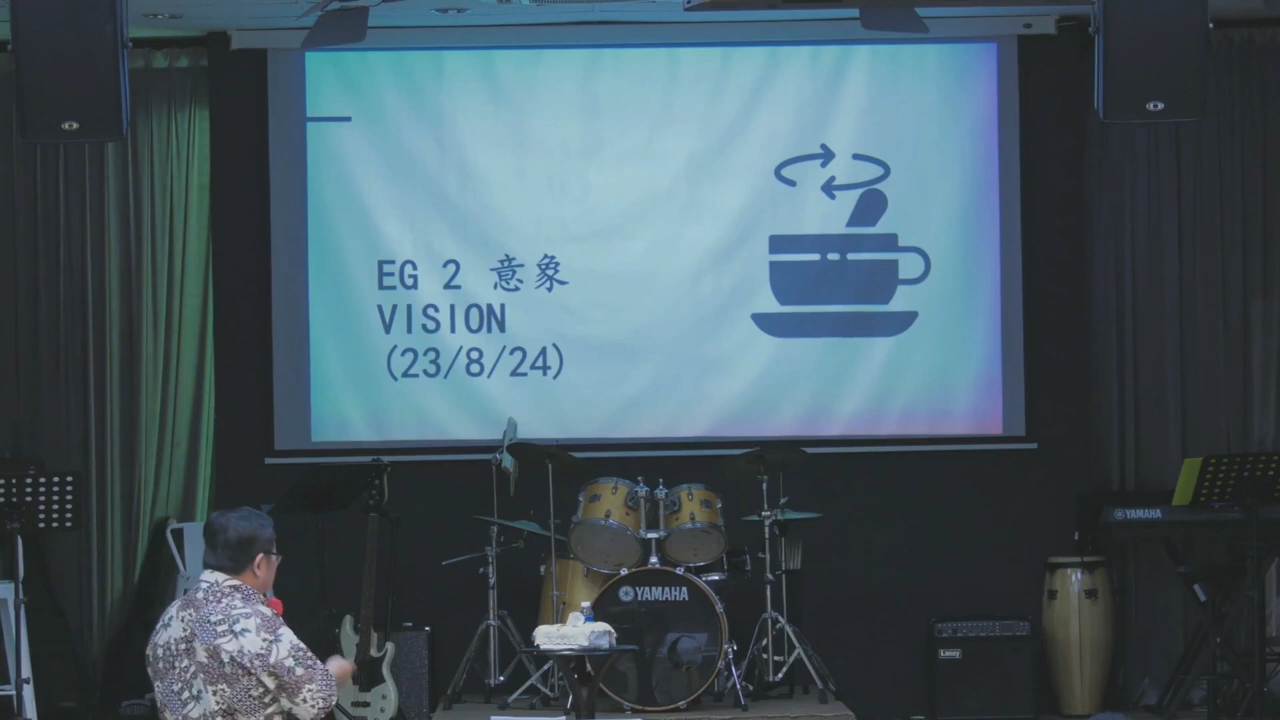 EG 2 意象
VISION
(23/8/24)
YAMAHA
YAMAHA
Laney